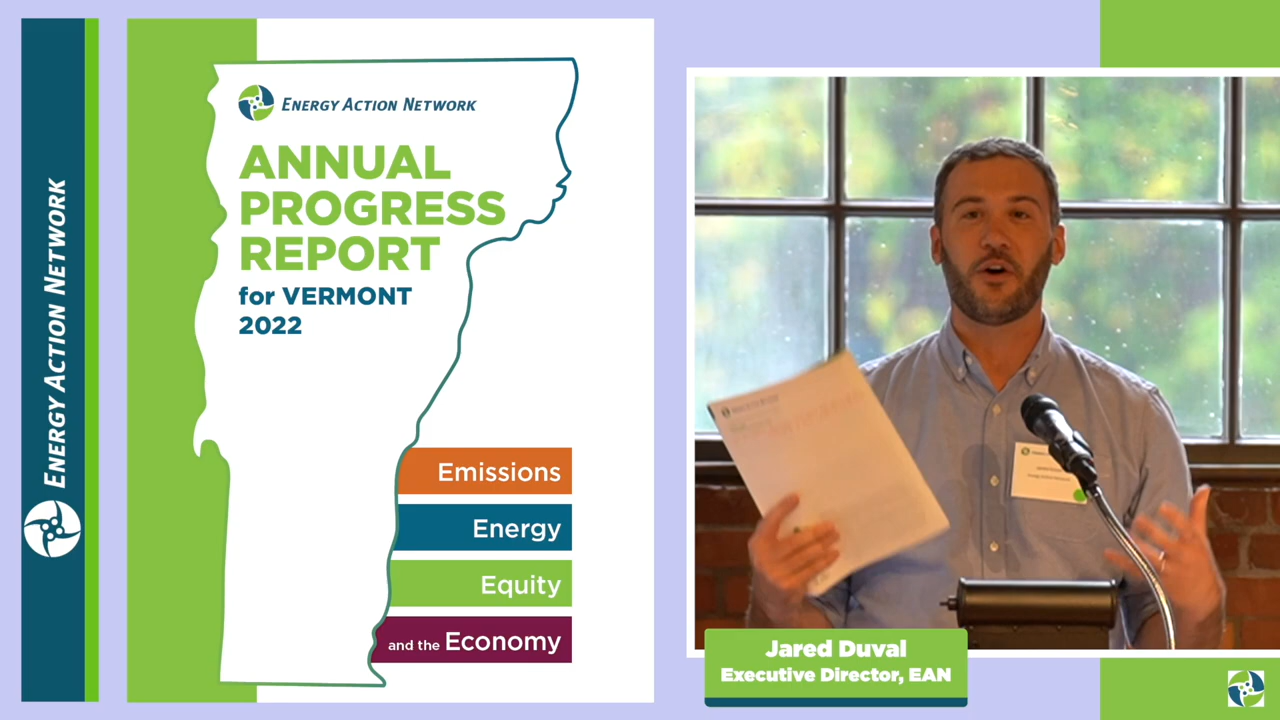 ENERGY ACTION NETWORK
ENERGY ACTION NETWORK
ANNUAL
PROGRESS
REPORT
for VERMONT
2022
Emissions
Energy
Equity
and the Economy
Jared Duval
Executive Director, EAN